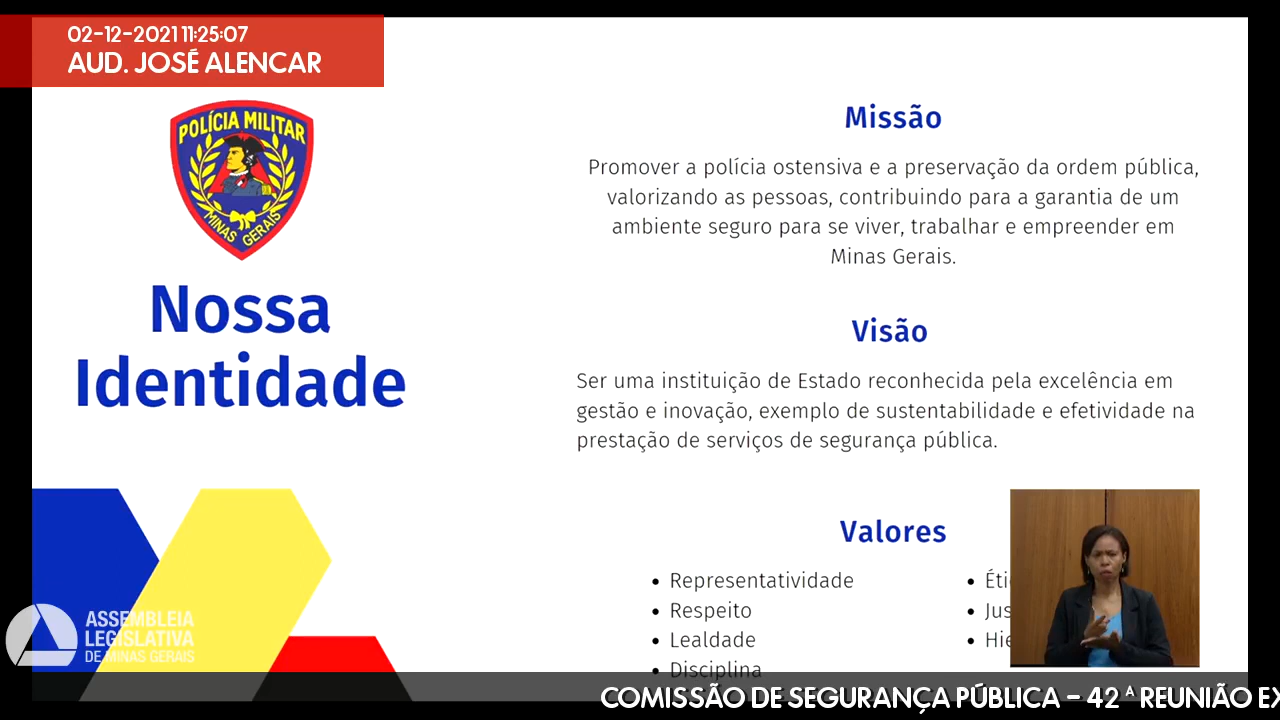 02-12-2021 11:25:07
AUD. JOSÉ ALENCAR
POLÍCIA MILITAR
MINAS GERAIS
Nossa
Identidade
Missão
Promover a polícia ostensiva e a preservação da ordem pública,
valorizando as pessoas, contribuindo para a garantia de um
ambiente seguro para se viver, trabalhar e empreender em
Minas Gerais.
Visão
Ser uma instituição de Estado reconhecida pela excelência em
gestão e inovação, exemplo de sustentabilidade e efetividade na
prestação de serviços de segurança pública.
Valores
• Representatividade
• Respeito
• Lealdade
• Disciplina
ASSEMBLEIA
LEGISLATIVA
DE MINAS GERAIS
COMISSÃO DE SEGURANÇA PÚBLICA – 42ª REUNIÃO